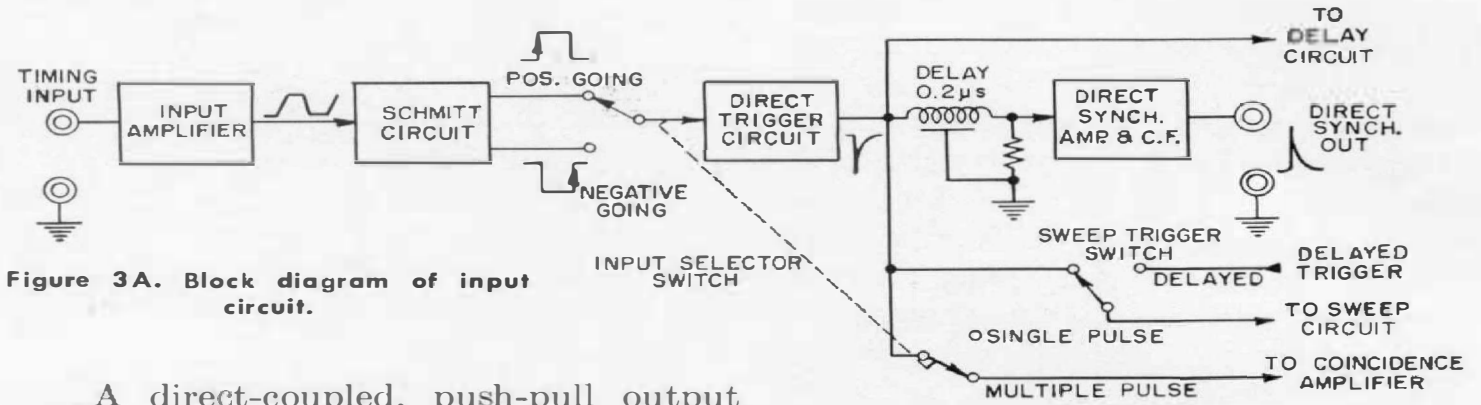 TIMING
INPUT
INPUT
AMPLIFIER
SCHMITT
CIRCUIT
POS. GOING
NEGATIVE
GOING
INPUT SELECTOR
SWITCH
DIRECT
TRIGGER
CIRCUIT
DELAY
0.2µs
DIRECT
SYNCH.
AMP. & C.F.
TO
DELAY
CIRCUIT
DIRECT
SYNCH.
OUT
SWEEP TRIGGER
SWITCH
DELAYED
DELAYED
TRIGGER
TO SWEEP
CIRCUIT
SINGLE PULSE
MULTIPLE PULSE
TO COINCIDENCE
AMPLIFIER
Figure 3A. Block diagram of input
circuit.
A direct-coupled, push-pull output